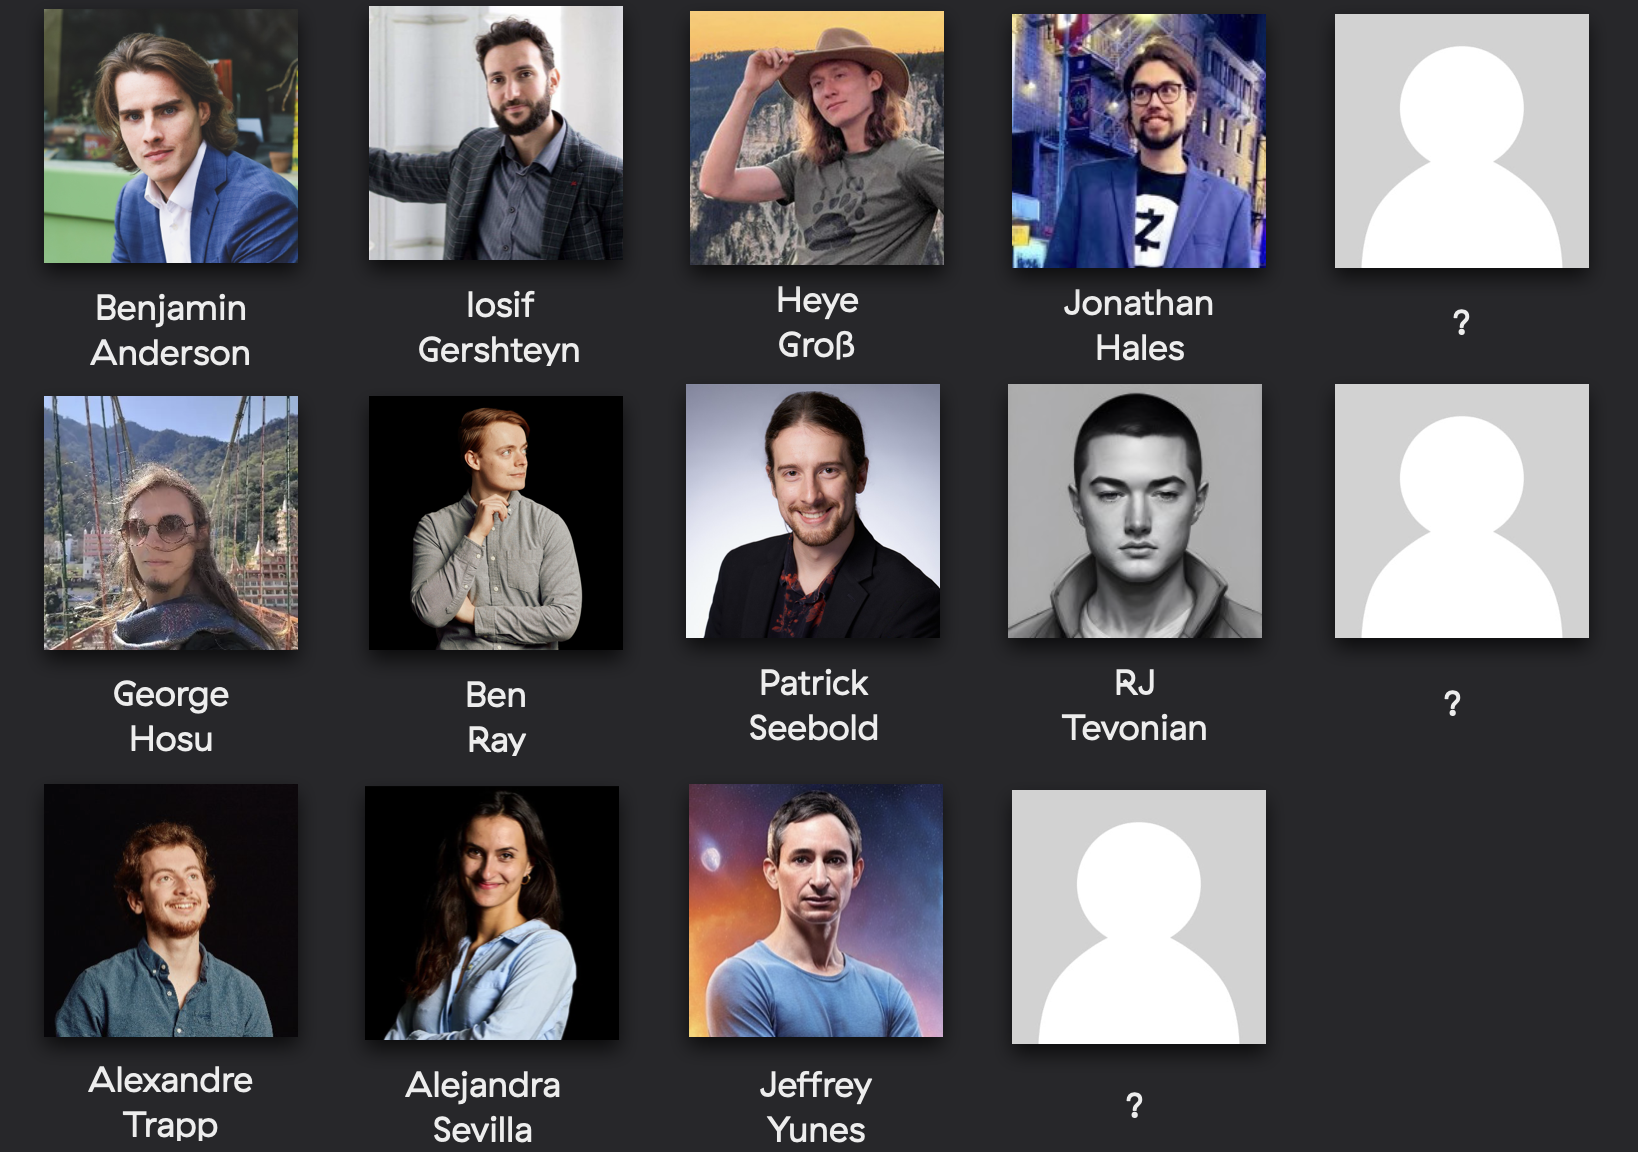 Benjamin
Anderson
Iosif
Gershteyn
Heye
Groß
Jonathan
Hales
?
George
Hosu
Ben
Ray
Patrick
Seebold
RJ
Tevonian
?
Alexandre
Trapp
Alejandra
Sevilla
Jeffrey
Yunes
?